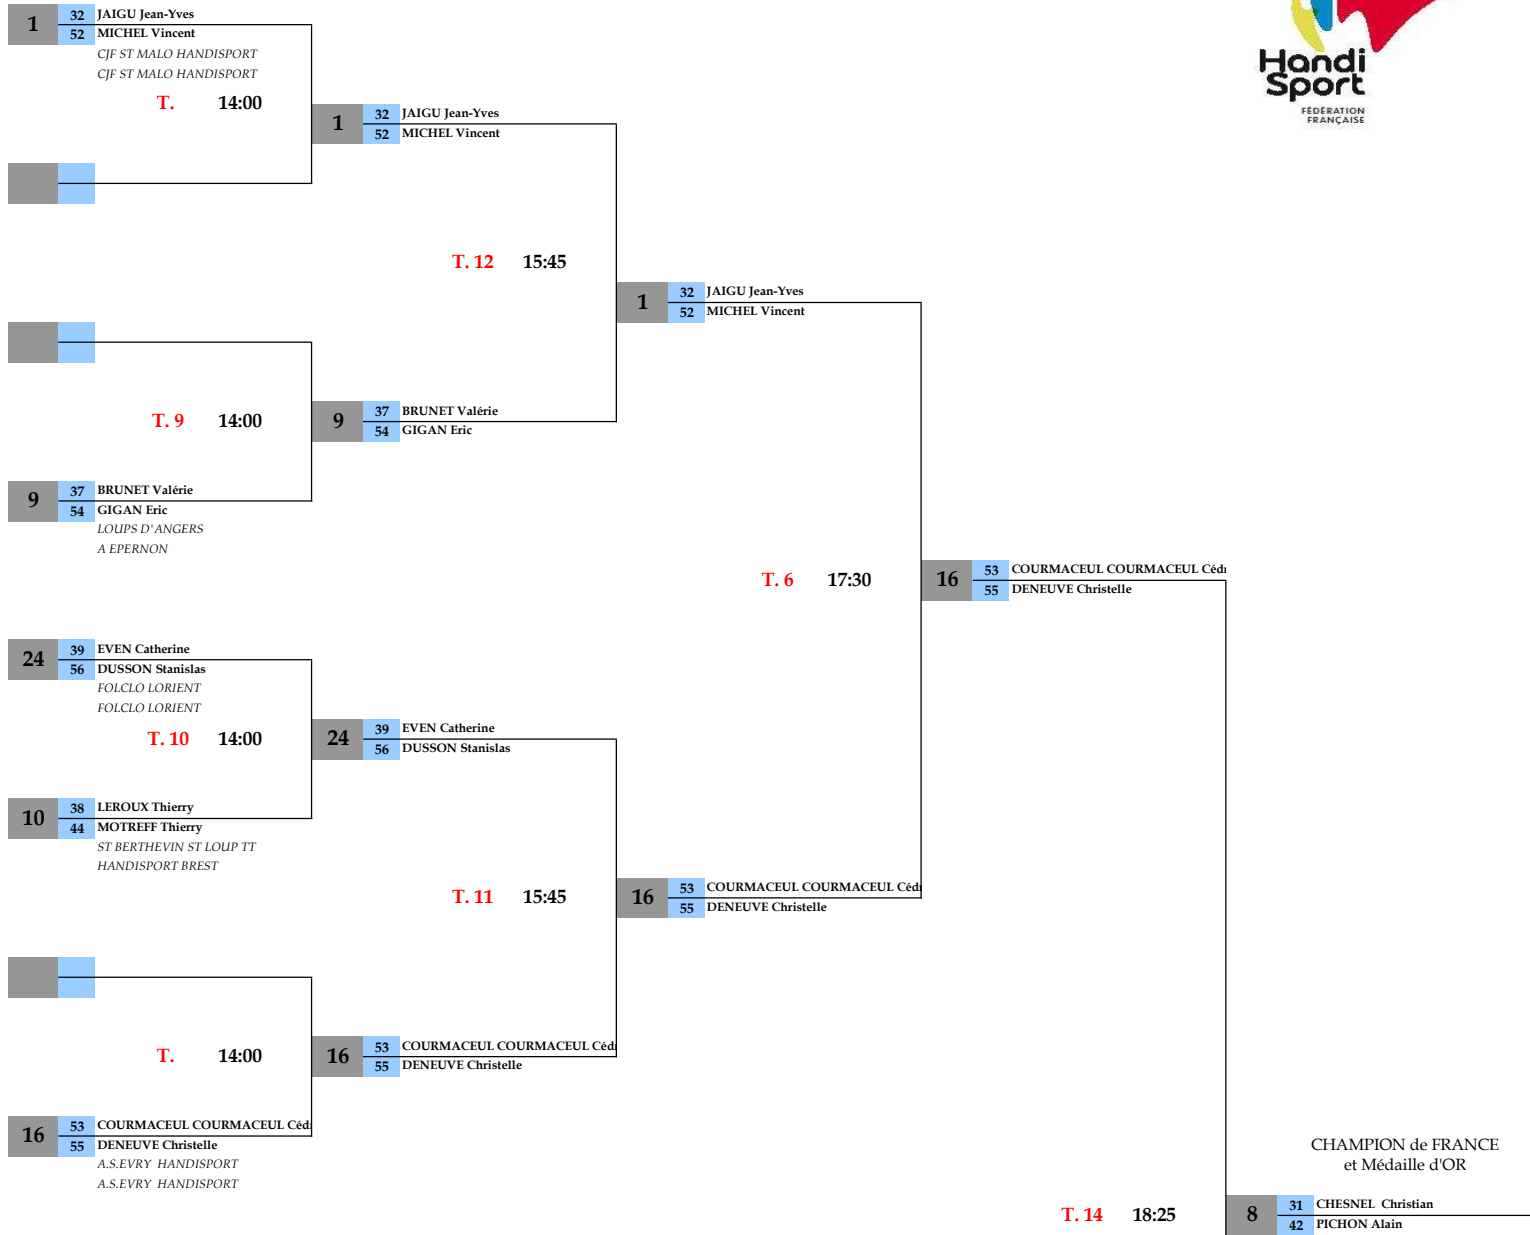 1 32 JAIGU Jean-Yves
52 MICHEL Vincent
CJF ST MALO HANDISPORT
CJF ST MALO HANDISPORT
T. 14:00
Handi
Sport
FÉDÉRATION
FRANÇAISE
1 32 JAIGU Jean-Yves
52 MICHEL Vincent
T. 12 15:45
1 32 JAIGU Jean-Yves
52 MICHEL Vincent
T. 9 14:00
9 37 BRUNET Valérie
54 GIGAN Eric
9 37 BRUNET Valérie
54 GIGAN Eric
LOUPS D'ANGERS
A EPERNON
T. 6 17:30
16 53 COURMACEUL COURMACEUL Céd
55 DENEUVE Christelle
24 39 EVEN Catherine
56 DUSSON Stanislas
FOLCLO LORIENT
FOLCLO LORIENT
T. 10 14:00
24 39 EVEN Catherine
56 DUSSON Stanislas
10 38 LEROUX Thierry
44 MOTREFF Thierry
ST BERTHEVIN ST LOUP TT
HANDISPORT BREST
T. 11 15:45
16 53 COURMACEUL COURMACEUL Céd
55 DENEUVE Christelle
T. 14:00
16 53 COURMACEUL COURMACEUL Céd
55 DENEUVE Christelle
16 53 COURMACEUL COURMACEUL Céd
55 DENEUVE Christelle
A.S.EVRY HANDISPORT
A.S.EVRY HANDISPORT
CHAMPION de FRANCE
et Médaille d'OR
T. 14 18:25
8 31 CHESNEL Christian
42 PICHON Alain